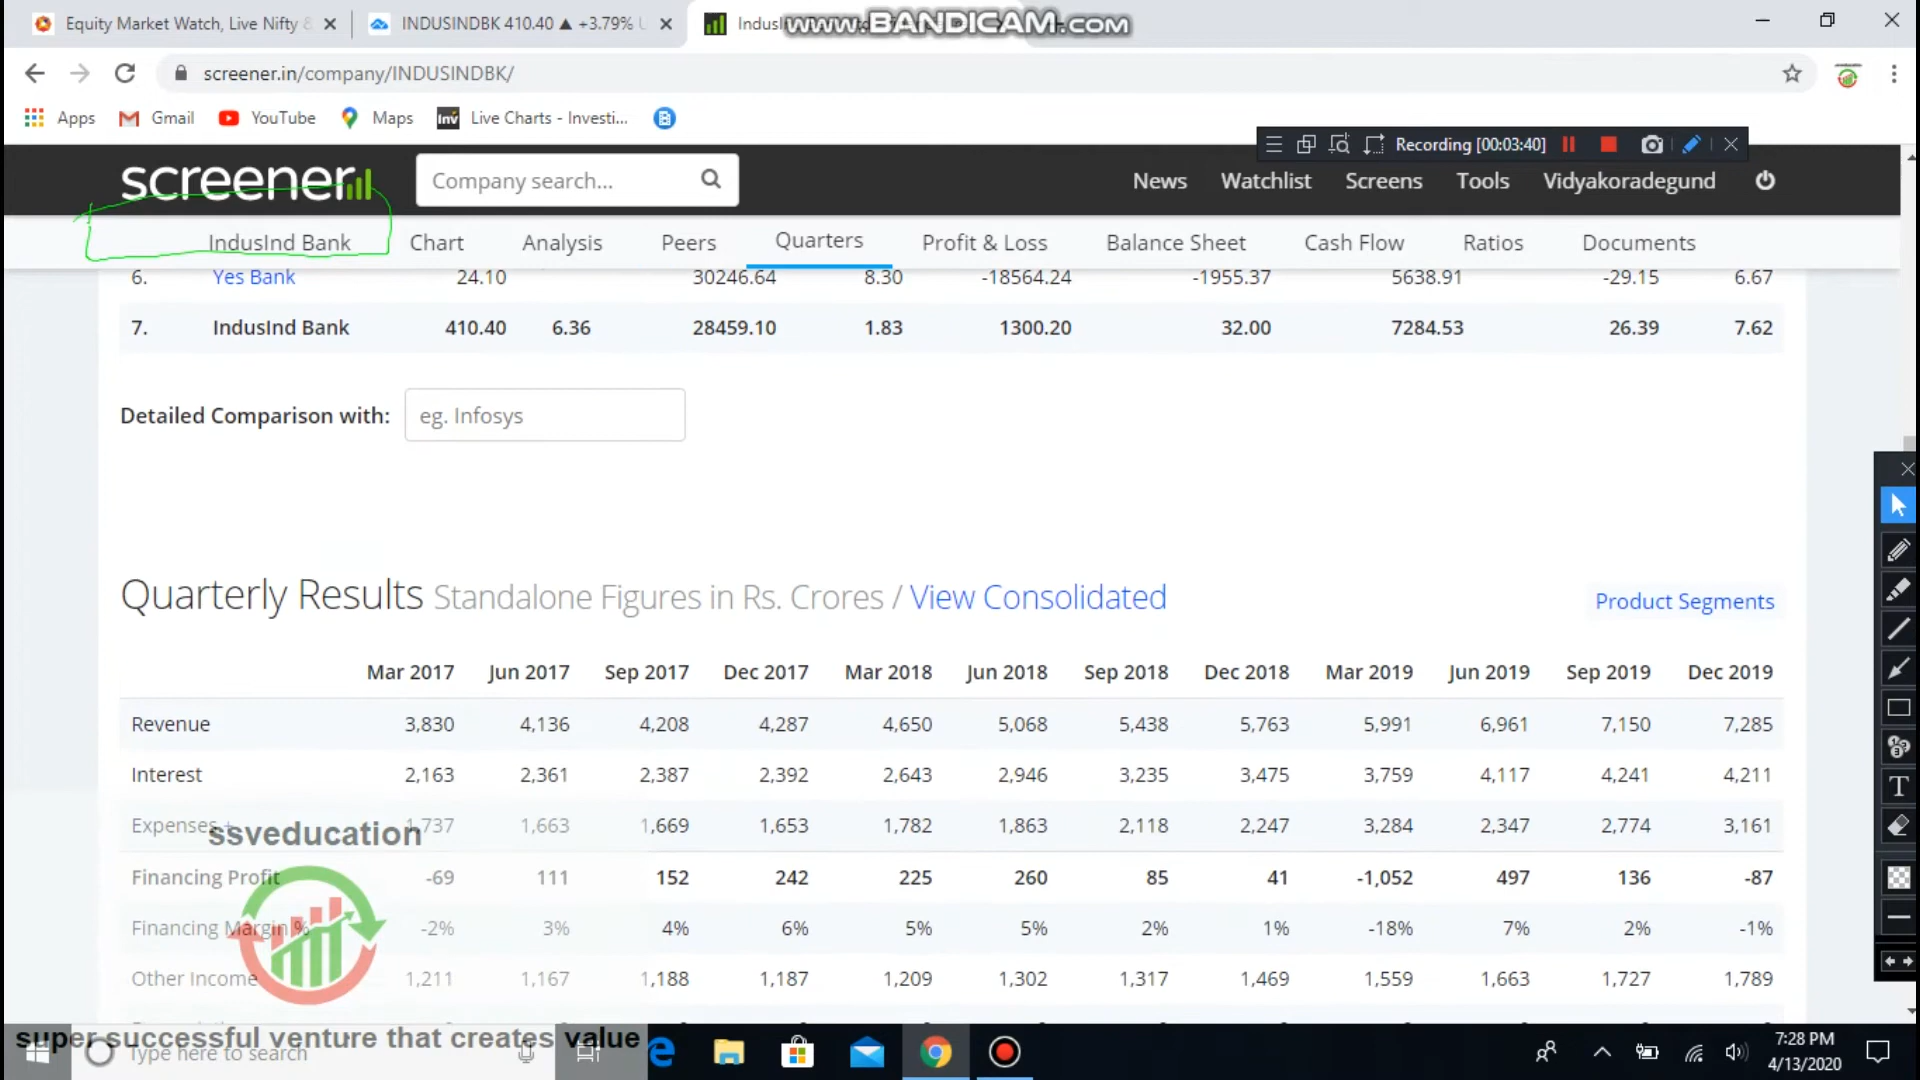 Equity Market Watch, Live Nifty & INDUSINDBK 410.40 ▲ +3.79% U www.BANDICAM.com
screener.in/company/INDUSINDBK/
Apps Gmail YouTube Maps Inv Live Charts - Investi...
Recording [00:03:40]
screener Company search... News Watchlist Screens Tools Vidyakoradegund
IndusInd Bank Chart Analysis Peers Quarters Profit & Loss Balance Sheet Cash Flow Ratios Documents
6. Yes Bank 24.10 30246.64 8.30 -18564.24 -1955.37 5638.91 -29.15 6.67
7. IndusInd Bank 410.40 6.36 28459.10 1.83 1300.20 32.00 7284.53 26.39 7.62
Detailed Comparison with: eg. Infosys
Quarterly Results Standalone Figures in Rs. Crores / View Consolidated Product Segments
Mar 2017 Jun 2017 Sep 2017 Dec 2017 Mar 2018 Jun 2018 Sep 2018 Dec 2018 Mar 2019 Jun 2019 Sep 2019 Dec 2019
Revenue 3,830 4,136 4,208 4,287 4,650 5,068 5,438 5,763 5,991 6,961 7,150 7,285
Interest 2,163 2,361 2,387 2,392 2,643 2,946 3,235 3,475 3,759 4,117 4,241 4,211
Expenses + 1,737 1,663 1,669 1,653 1,782 1,863 2,118 2,247 3,284 2,347 2,774 3,161
ssveducation
Financing Profit -69 111 152 242 225 260 85 41 -1,052 497 136 -87
Financing Margin % -2% 3% 4% 6% 5% 5% 2% 1% -18% 7% 2% -1%
Other Income 1,211 1,167 1,188 1,187 1,209 1,302 1,317 1,469 1,559 1,663 1,727 1,789
super successful venture that creates value
Type here to search
7:28 PM
4/13/2020